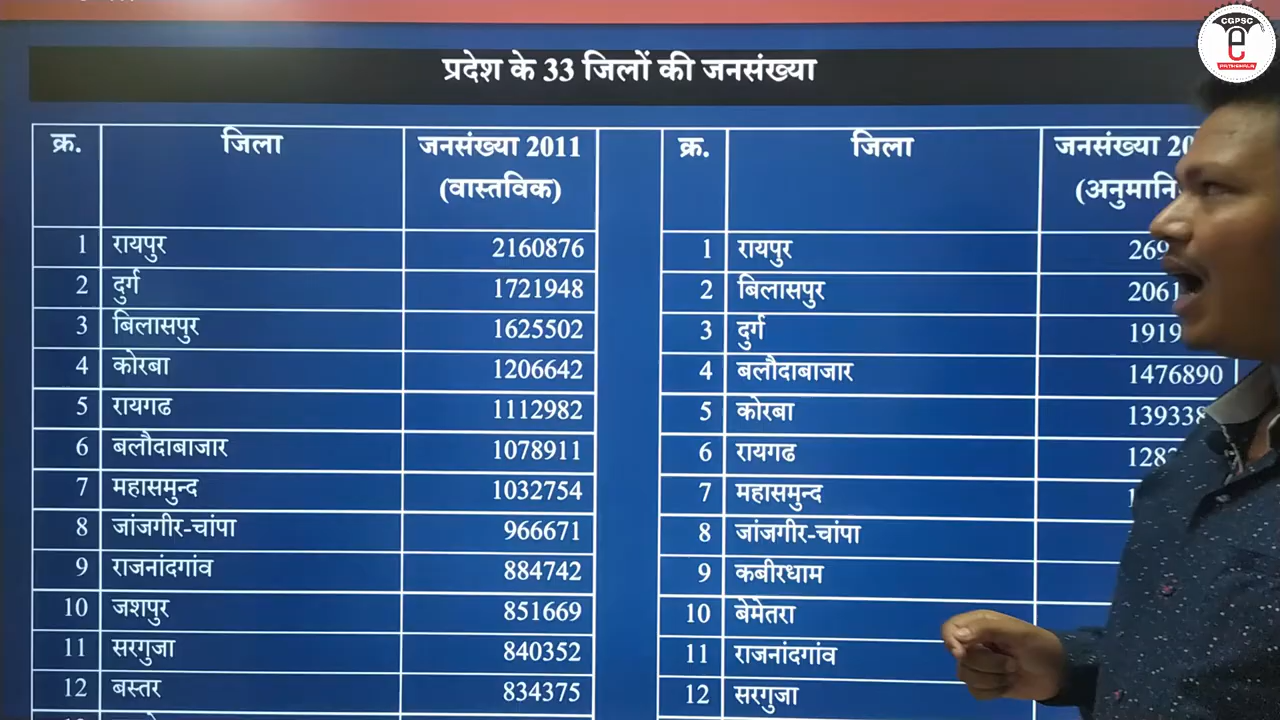 CGPSC
e
प्रदेश के 33 जिलों की जनसंख्या
क्र. जिला जनसंख्या 2011 (वास्तविक)
1 रायपुर 2160876
2 दुर्ग 1721948
3 बिलासपुर 1625502
4 कोरबा 1206642
5 रायगढ 1112982
6 बलौदाबाजार 1078911
7 महासमुन्द 1032754
8 जांजगीर-चांपा 966671
9 राजनांदगांव 884742
10 जशपुर 851669
11 सरगुजा 840352
12 बस्तर 834375
क्र. जिला जनसंख्या
1 रायपुर
2 बिलासपुर
3 दुर्ग
4 बलौदाबाजार 1476890
5 कोरबा
6 रायगढ
7 महासमुन्द
8 जांजगीर-चांपा
9 कबीरधाम
10 बेमेतरा
11 राजनांदगांव
12 सरगुजा